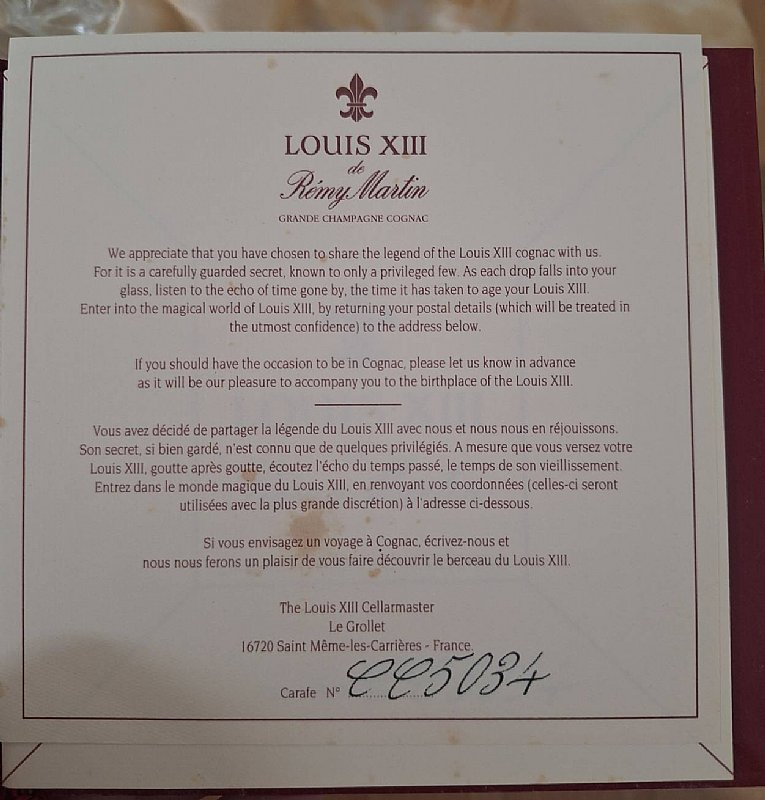 LOUIS XIII
de
Rémy Martin
GRANDE CHAMPAGNE COGNAC
We appreciate that you have chosen to share the legend of the Louis XIII cognac with us.
For it is a carefully guarded secret, known to only a privileged few. As each drop falls into your
glass, listen to the echo of time gone by, the time it has taken to age your Louis XIII.
Enter into the magical world of Louis XIII, by returning your postal details (which will be treated in
the utmost confidence) to the address below.
If you should have the occasion to be in Cognac, please let us know in advance
as it will be our pleasure to accompany you to the birthplace of the Louis XIII.
Vous avez décidé de partager la légende du Louis XIII avec nous et nous nous en réjouissons.
Son secret, si bien gardé, n'est connu que de quelques privilégiés. A mesure que vous versez votre
Louis XIII, goutte après goutte, écoutez l'écho du temps passé, le temps de son vieillissement.
Entrez dans le monde magique du Louis XIII, en renvoyant vos coordonnées (celles-ci seront
utilisées avec la plus grande discrétion) à l'adresse ci-dessous.
Si vous envisagez un voyage à Cognac, écrivez-nous et
nous nous ferons un plaisir de vous faire découvrir le berceau du Louis XIII.
The Louis XIII Cellarmaster
Le Grollet
16720 Saint Même-les-Carrières - France.
Carafe N° CC5034